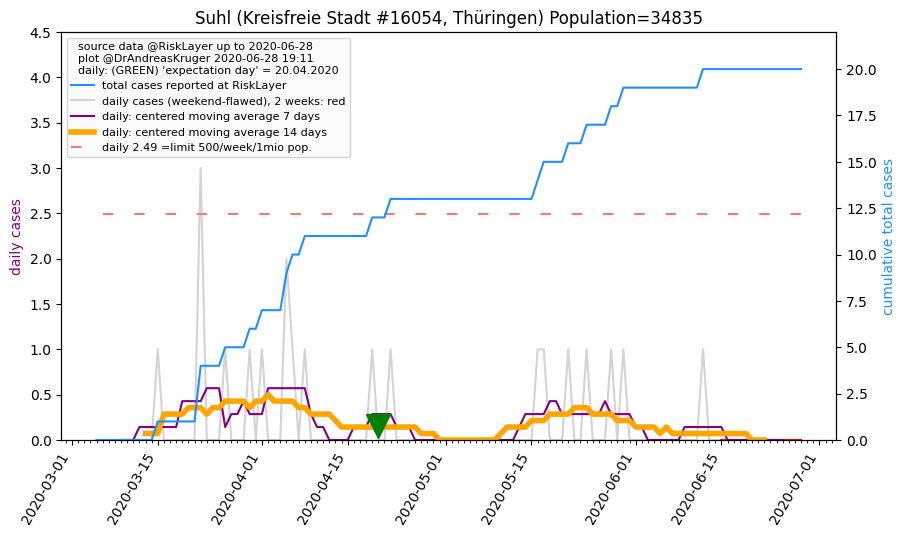 Suhl (Kreisfreie Stadt #16054, Thüringen) Population=34835
source data @RiskLayer up to 2020-06-28
plot @DrAndreasKruger 2020-06-28 19:11
daily: (GREEN) 'expectation day' = 20.04.2020
total cases reported at RiskLayer
daily cases (weekend-flawed), 2 weeks: red
daily: centered moving average 7 days
daily: centered moving average 14 days
daily 2.49 =limit 500/week/1mio pop.
daily cases
4.5
4.0
3.5
3.0
2.5
2.0
1.5
1.0
0.5
0.0
cumulative total cases
20.0
17.5
15.0
12.5
10.0
7.5
5.0
2.5
0.0
2020-03-01
2020-03-15
2020-04-01
2020-04-15
2020-05-01
2020-05-15
2020-06-01
2020-06-15
2020-07-01